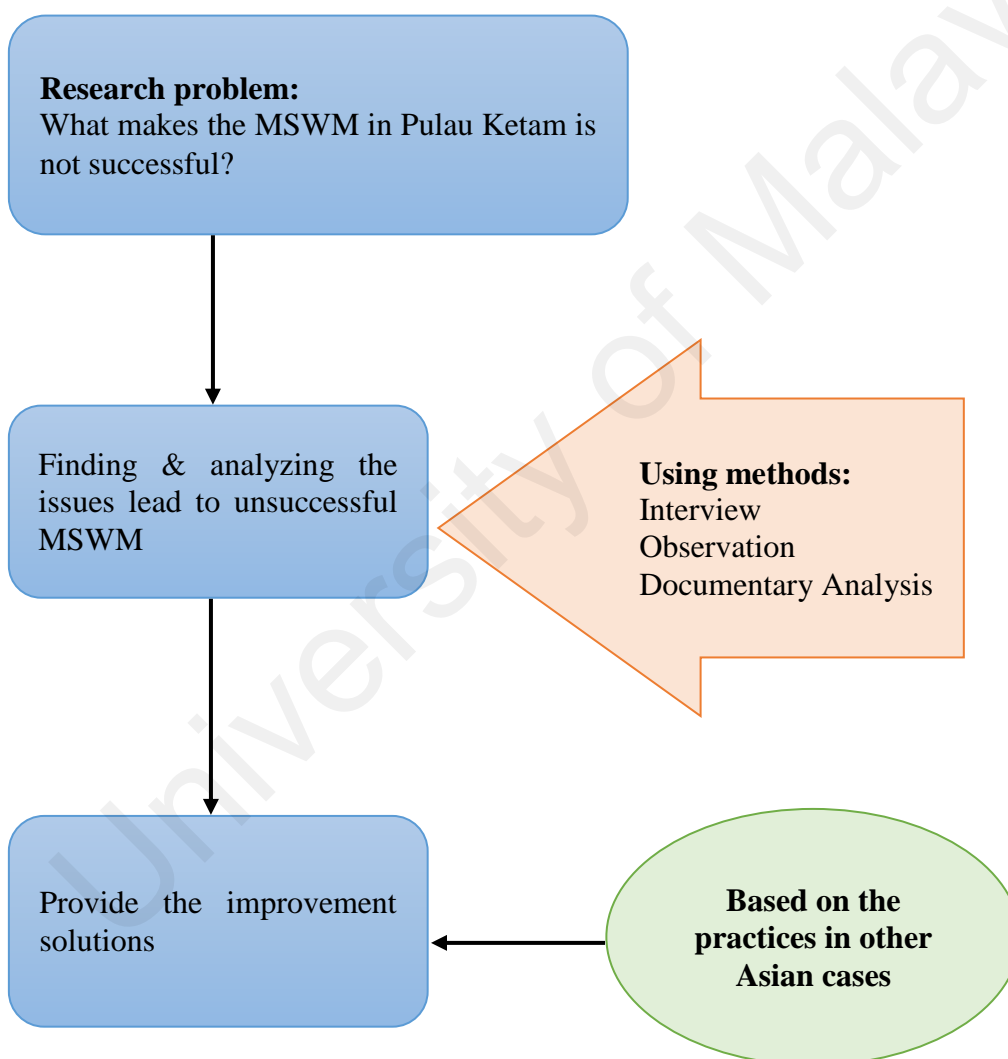 Research problem:
What makes the MSWM in Pulau Ketam is
not successful?
Finding & analyzing the
issues lead to unsuccessful
MSWM
Using methods:
Interview
Observation
Documentary Analysis
Provide the improvement
solutions
Based on the
practices in other
Asian cases
University of Malay